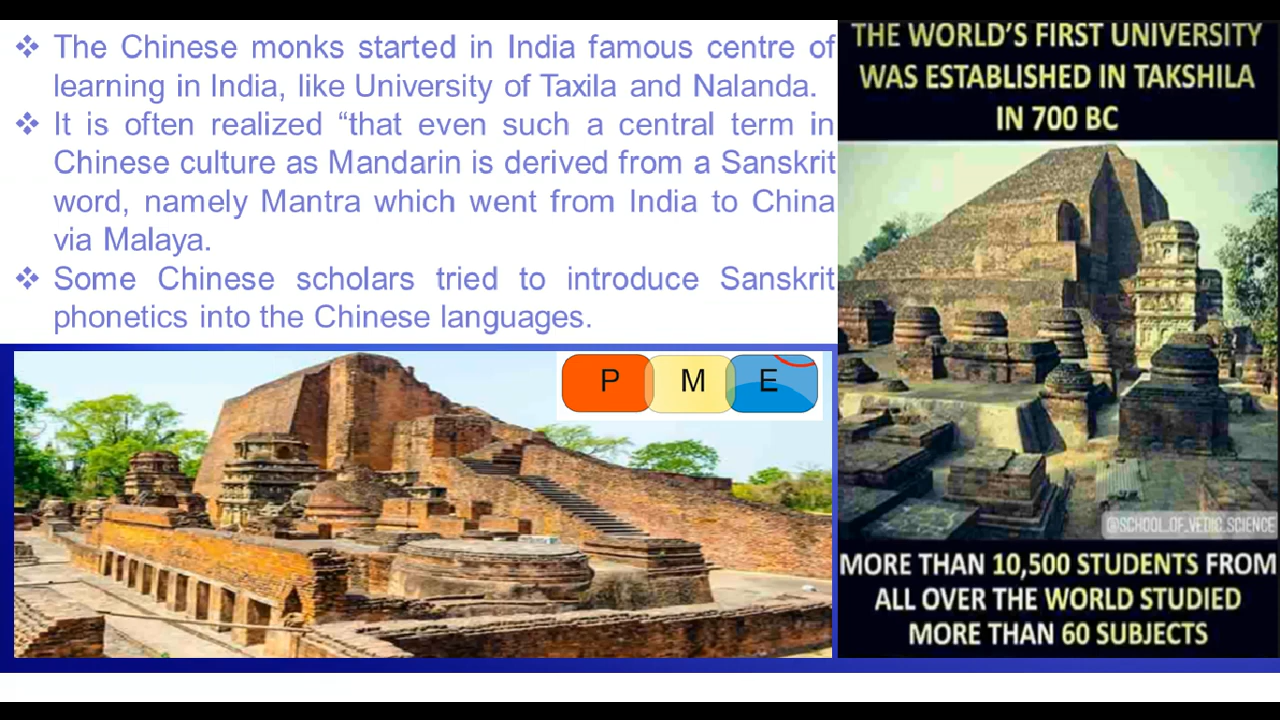 ❖ The Chinese monks started in India famous centre of
learning in India, like University of Taxila and Nalanda.
❖ It is often realized “that even such a central term in
Chinese culture as Mandarin is derived from a Sanskrit
word, namely Mantra which went from India to China
via Malaya.
❖ Some Chinese scholars tried to introduce Sanskrit
phonetics into the Chinese languages.
P M E
THE WORLD'S FIRST UNIVERSITY
WAS ESTABLISHED IN TAKSHILA
IN 700 BC
@SCHOOL_OF_VEDIC_SCIENCE
MORE THAN 10,500 STUDENTS FROM
ALL OVER THE WORLD STUDIED
MORE THAN 60 SUBJECTS